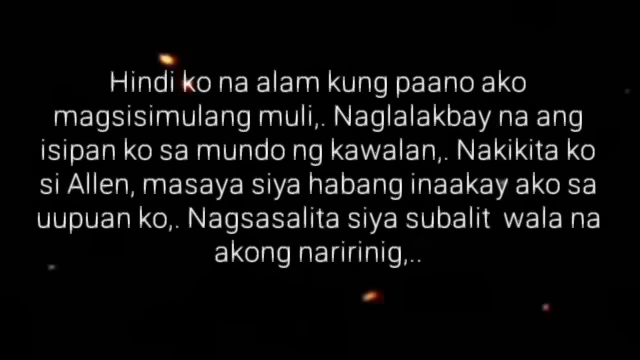 Hindi ko na alam kung paano ako
magsisimulang muli,. Naglalakbay na ang
isipan ko sa mundo ng kawalan,. Nakikita ko
si Allen, masaya siya habang inaakay ako sa
uupuan ko,. Nagsasalita siya subalit  wala na
akong naririnig,..